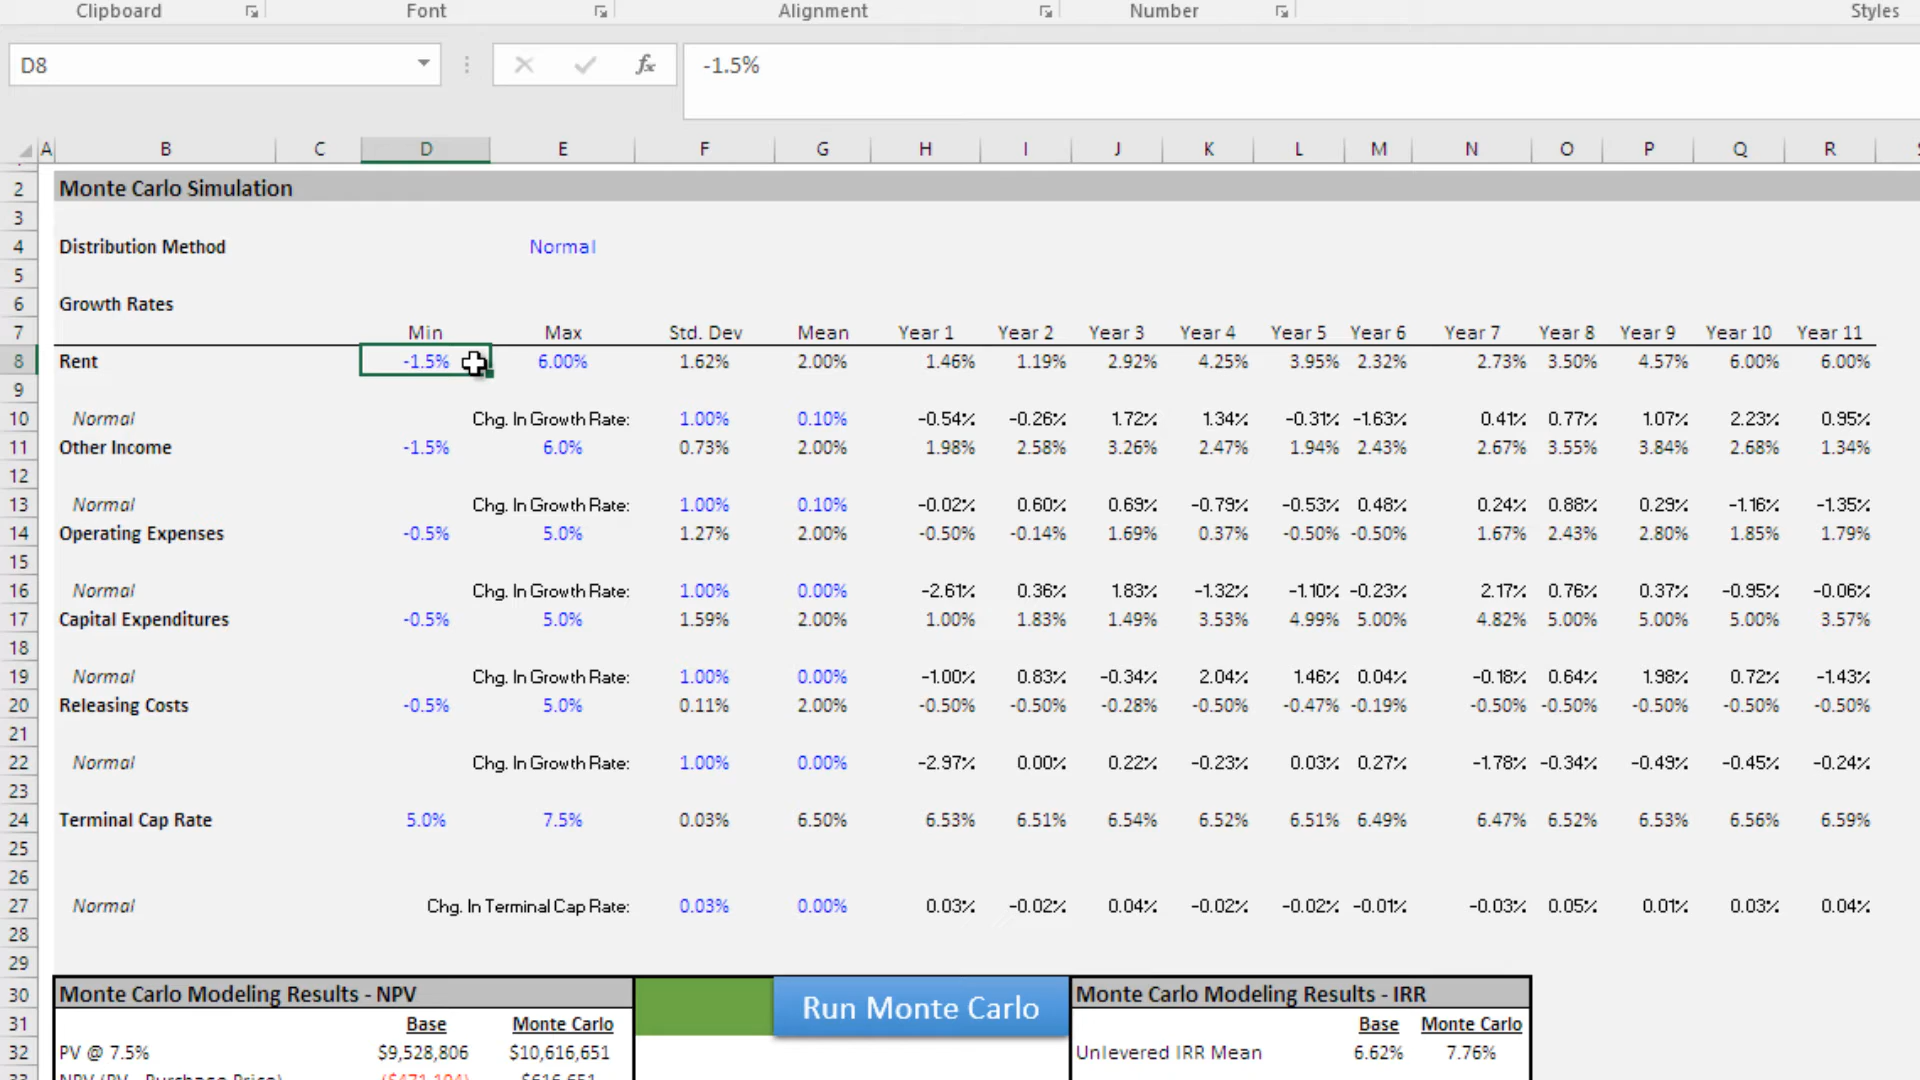 Clipboard Font Alignment Number Styles
D8 fx -1.5%
A B C D E F G H I J K L M N O P Q R
2 Monte Carlo Simulation
3
4 Distribution Method Normal
5
6 Growth Rates
7 Min Max Std. Dev Mean Year 1 Year 2 Year 3 Year 4 Year 5 Year 6 Year 7 Year 8 Year 9 Year 10 Year 11
8 Rent -1.5% 6.00% 1.62% 2.00% 1.46% 1.19% 2.92% 4.25% 3.95% 2.32% 2.73% 3.50% 4.57% 6.00% 6.00%
9
10 Normal Chg. In Growth Rate: 1.00% 0.10% -0.54% -0.26% 1.72% 1.34% -0.31% -1.63% 0.41% 0.77% 1.07% 2.23% 0.95%
11 Other Income -1.5% 6.0% 0.73% 2.00% 1.98% 2.58% 3.26% 2.47% 1.94% 2.43% 2.67% 3.55% 3.84% 2.68% 1.34%
12
13 Normal Chg. In Growth Rate: 1.00% 0.10% -0.02% 0.60% 0.69% -0.79% -0.53% 0.48% 0.24% 0.88% 0.29% -1.16% -1.35%
14 Operating Expenses -0.5% 5.0% 1.27% 2.00% -0.50% -0.14% 1.69% 0.37% -0.50% -0.50% 1.67% 2.43% 2.80% 1.85% 1.79%
15
16 Normal Chg. In Growth Rate: 1.00% 0.00% -2.61% 0.36% 1.83% -1.32% -1.10% -0.23% 2.17% 0.76% 0.37% -0.95% -0.06%
17 Capital Expenditures -0.5% 5.0% 1.59% 2.00% 1.00% 1.83% 1.49% 3.53% 4.99% 5.00% 4.82% 5.00% 5.00% 5.00% 3.57%
18
19 Normal Chg. In Growth Rate: 1.00% 0.00% -1.00% 0.83% -0.34% 2.04% 1.46% 0.04% -0.18% 0.64% 1.98% 0.72% -1.43%
20 Releasing Costs -0.5% 5.0% 0.11% 2.00% -0.50% -0.50% -0.28% -0.50% -0.47% -0.19% -0.50% -0.50% -0.50% -0.50% -0.50%
21
22 Normal Chg. In Growth Rate: 1.00% 0.00% -2.97% 0.00% 0.22% -0.23% 0.03% 0.27% -1.78% -0.34% -0.49% -0.45% -0.24%
23
24 Terminal Cap Rate 5.0% 7.5% 0.03% 6.50% 6.53% 6.51% 6.54% 6.52% 6.51% 6.49% 6.47% 6.52% 6.53% 6.56% 6.59%
25
26
27 Normal Chg. In Terminal Cap Rate: 0.03% 0.00% 0.03% -0.02% 0.04% -0.02% -0.02% -0.01% -0.03% 0.05% 0.01% 0.03% 0.04%
28
29
30 Monte Carlo Modeling Results - NPV Run Monte Carlo Monte Carlo Modeling Results - IRR
31 Base Monte Carlo Base Monte Carlo
32 PV @ 7.5% $9,528,806 $10,616,651 Unlevered IRR Mean 6.62% 7.76%